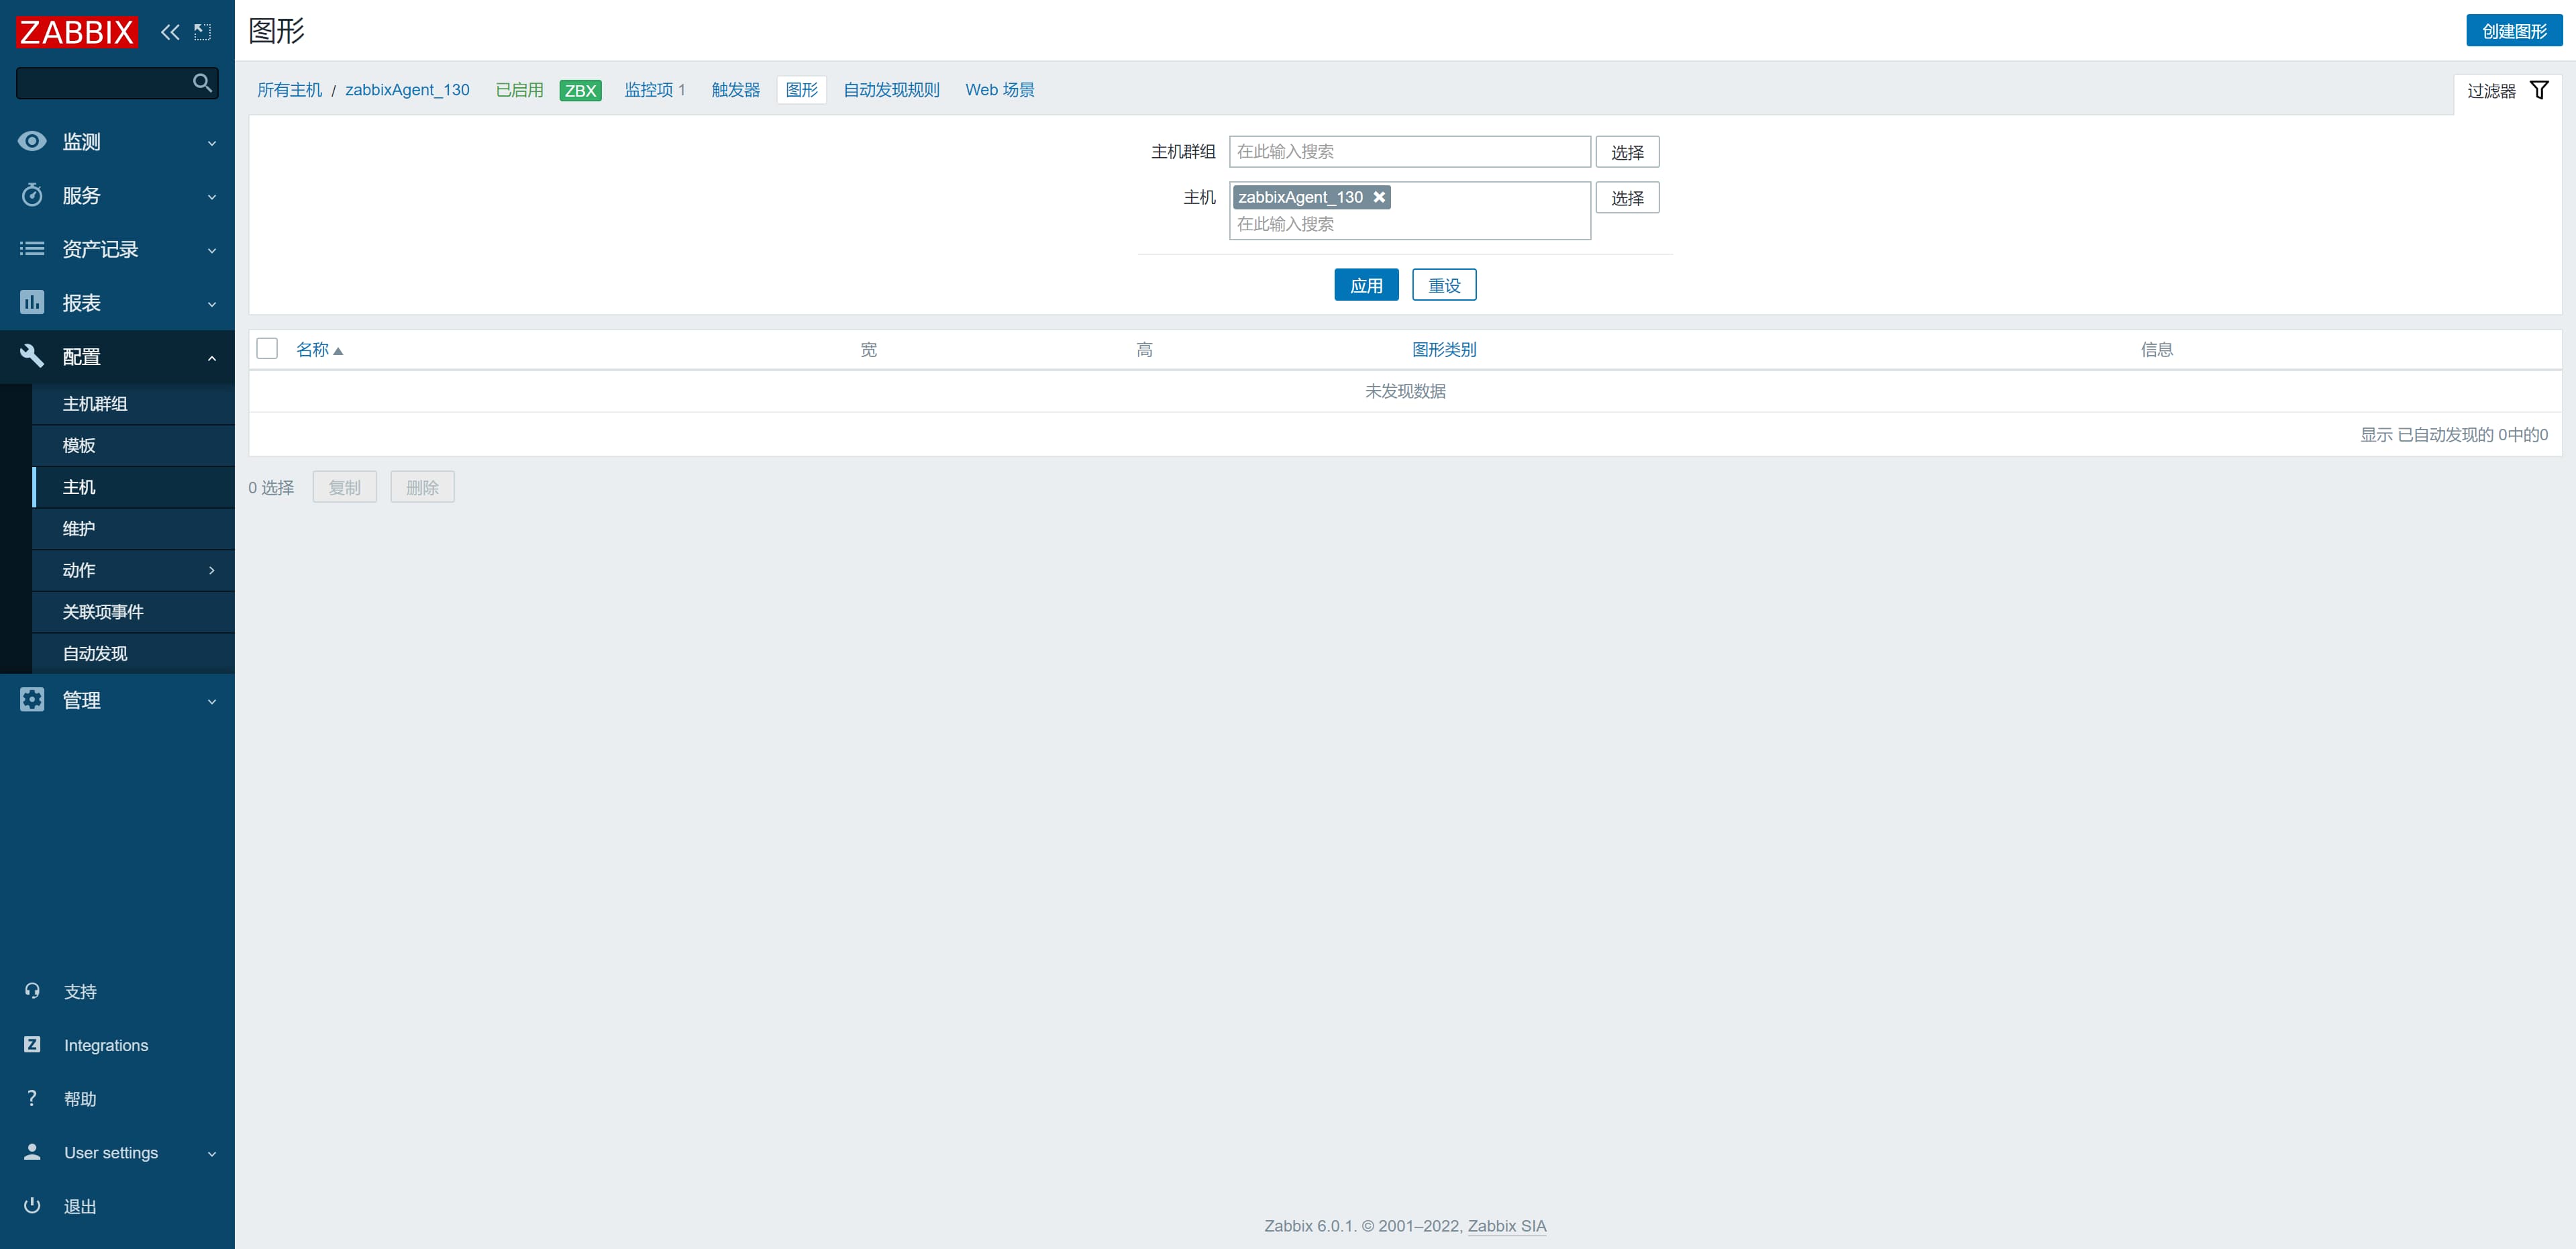 ZABBIX
监测
服务
资产记录
报表
配置
主机群组
模板
主机
维护
动作
关联项事件
自动发现
管理
支持
Z Integrations
? 帮助
User settings
退出
图形
创建图形
所有主机 / zabbixAgent_130 已启用 ZBX 监控项 1 触发器 图形 自动发现规则 Web 场景
过滤器
主机群组 在此输入搜索 选择
主机 zabbixAgent_130 选择
在此输入搜索
应用 重设
名称 宽 高 图形类别 信息
未发现数据
显示 已自动发现的 0中的0
0 选择 复制 删除
Zabbix 6.0.1. © 2001–2022, Zabbix SIA